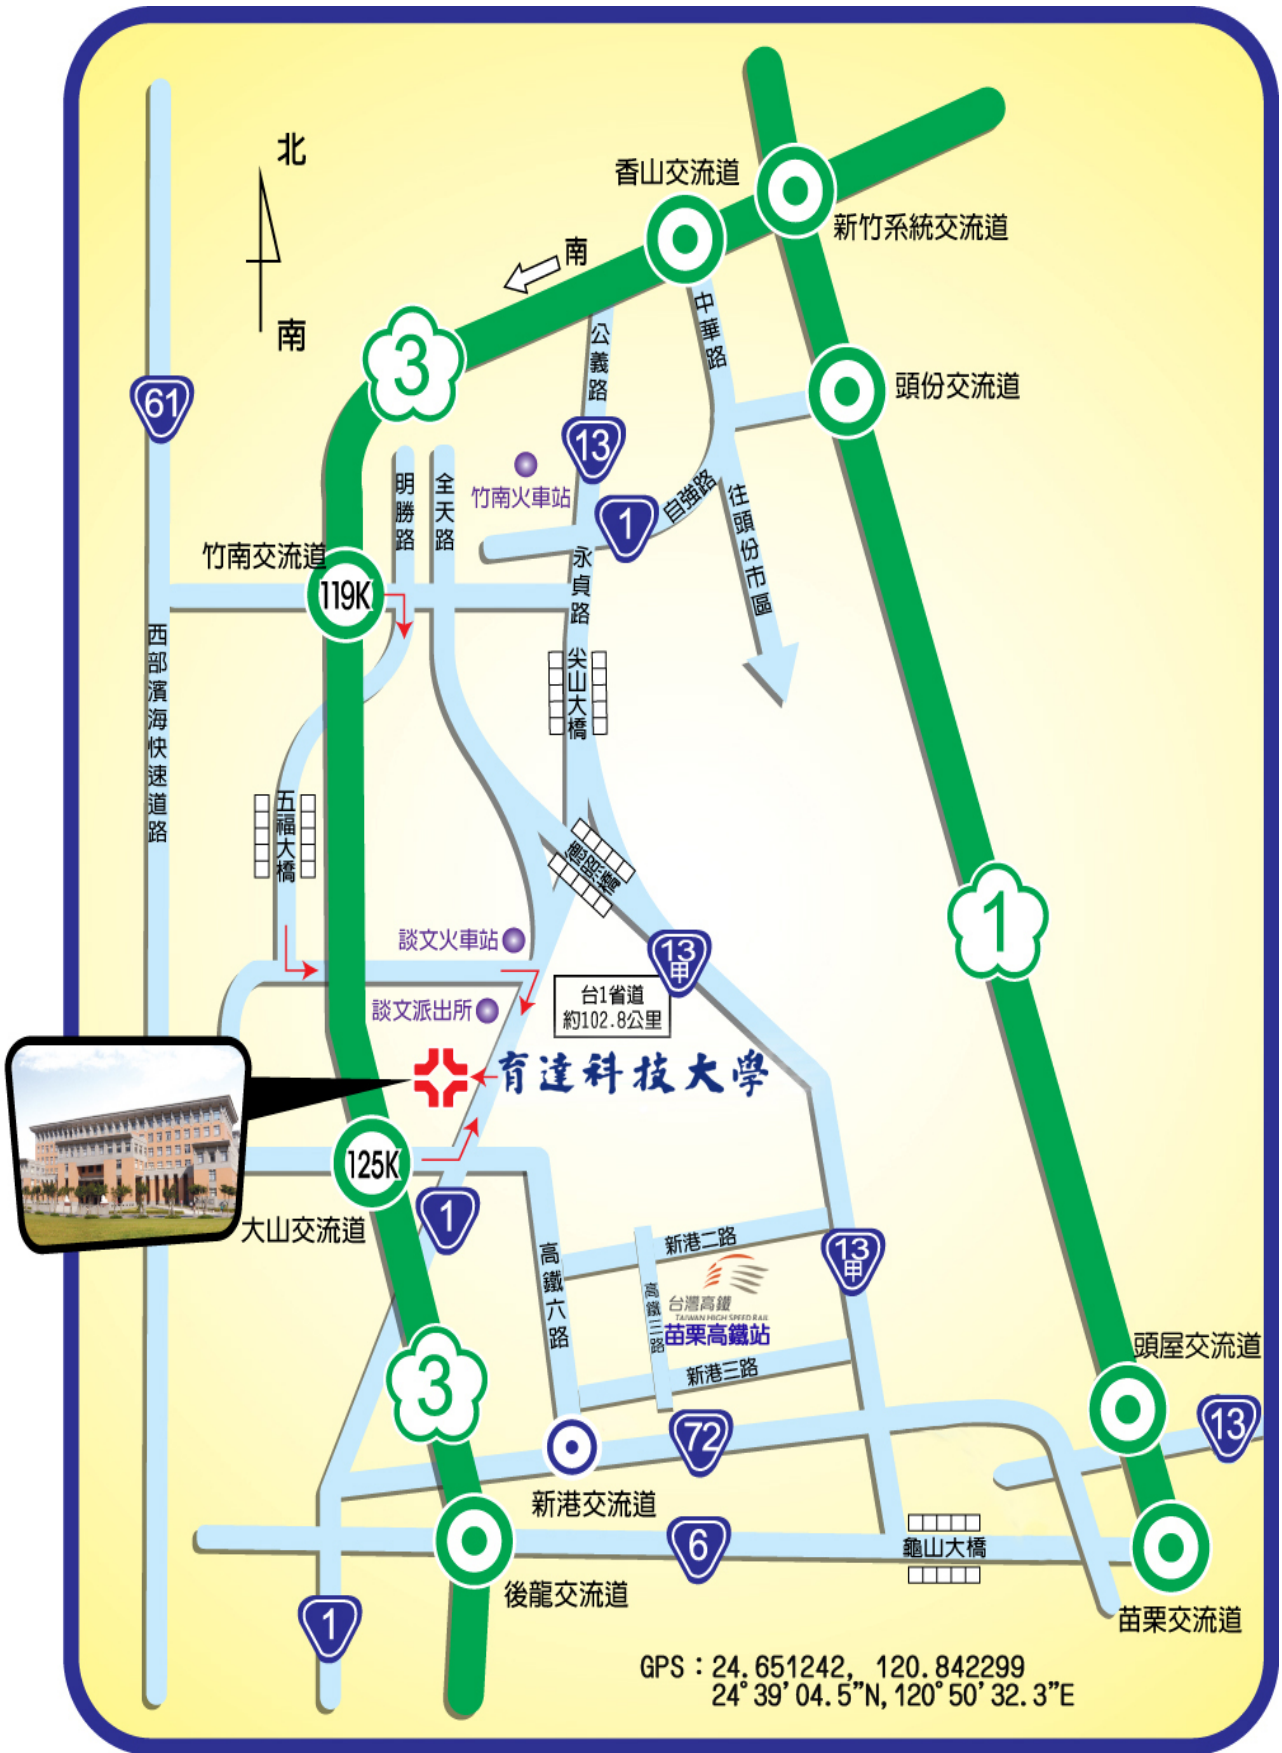 北
香山交流道
新竹系統交流道
南
南
3
公義路
中華路
頭份交流道
61
13
明勝路
全天路
竹南火車站
1
自強路
往頭份市區
竹南交流道
119K
永貞路
西部濱海快速道路
尖山大橋
五福大橋
德昭橋
1
談文火車站
13甲
台1省道
約102.8公里
談文派出所
育達科技大學
125K
大山交流道
1
高鐵六路
新港二路
13甲
高鐵三路
台灣高鐵
TAIWAN HIGH SPEED RAIL
苗栗高鐵站
新港三路
3
頭屋交流道
72
13
新港交流道
6
龜山大橋
後龍交流道
1
苗栗交流道
GPS：24.651242, 120.842299
24°39'04.5"N,120°50'32.3"E